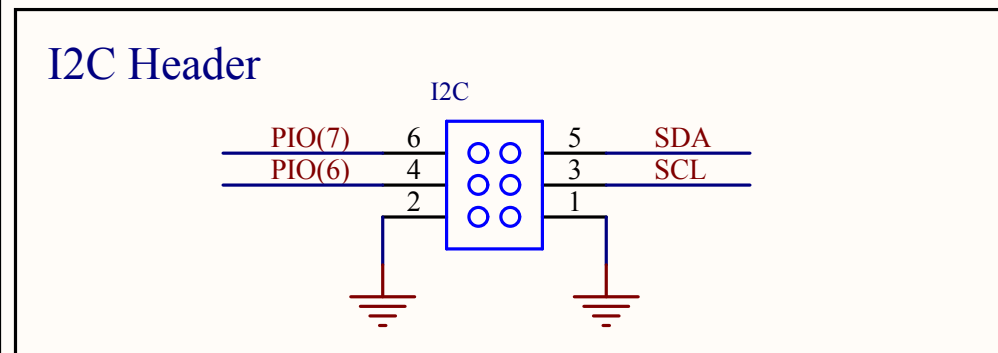 I2C Header
I2C
PIO(7) 6 5 SDA
PIO(6) 4 3 SCL
2 1